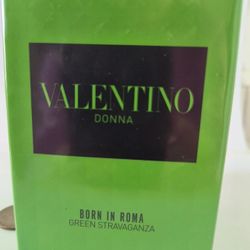 VALENTINO
DONNA
BORN IN ROMA
GREEN STRAVAGANZA